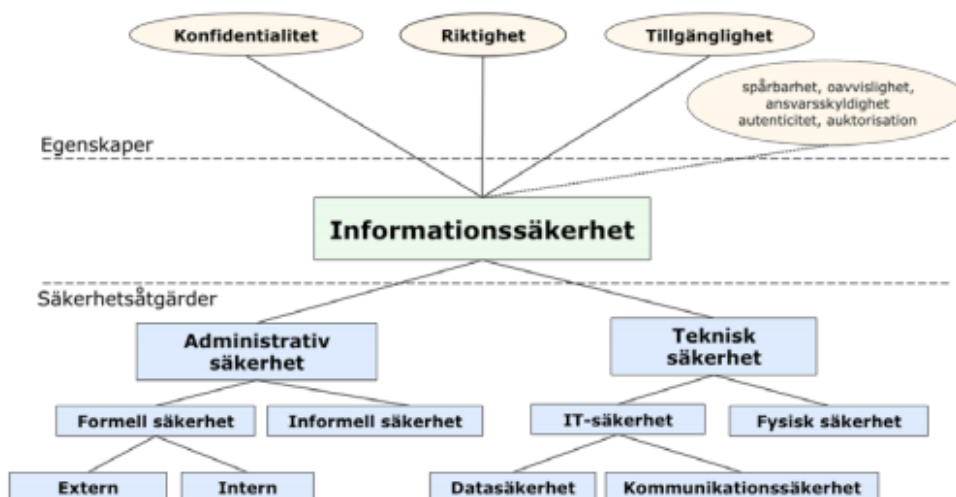 Konfidentialitet
Riktighet
Tillgänglighet
spårbarhet, oavvislighet,
ansvarsskyldighet
autenticitet, auktorisation
Egenskaper
Informationssäkerhet
Säkerhetsåtgärder
Administrativ
säkerhet
Teknisk
säkerhet
Formell säkerhet
Informell säkerhet
IT-säkerhet
Fysisk säkerhet
Extern
Intern
Datasäkerhet
Kommunikationssäkerhet